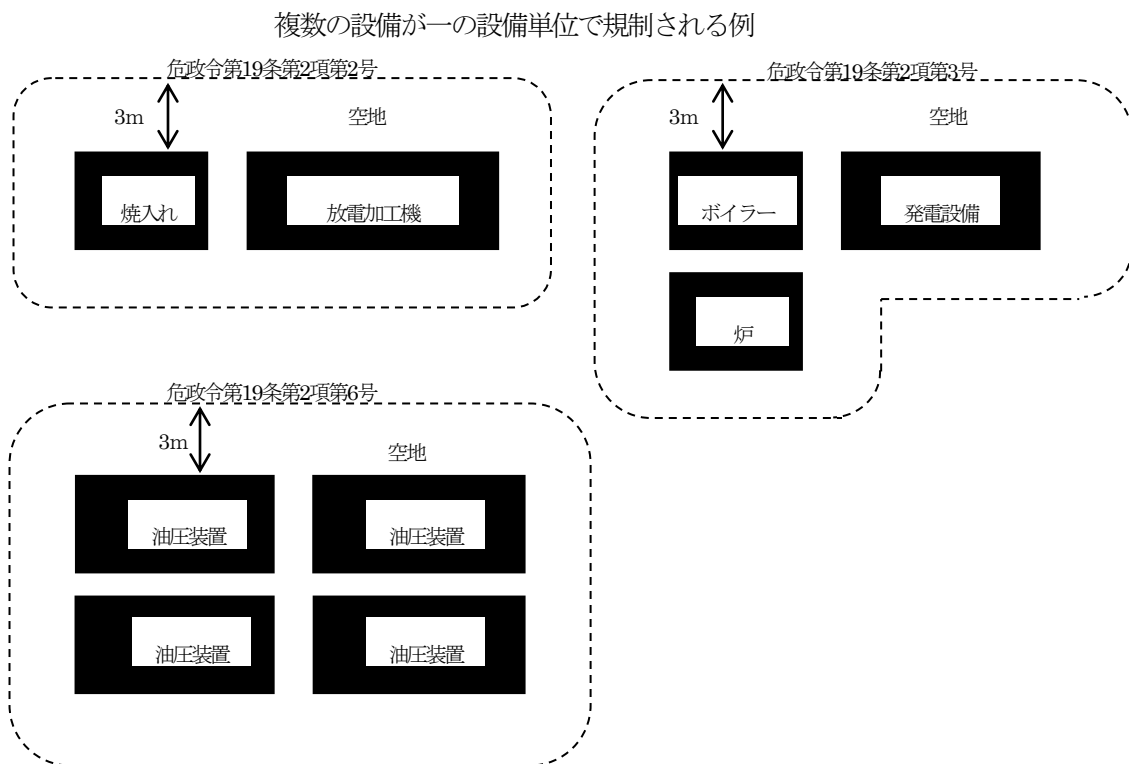 複数の設備が一の設備単位で規制される例
危政令第19条第2項第2号
3m
空地
焼入れ
放電加工機
危政令第19条第2項第3号
3m
空地
ボイラー
発電設備
炉
危政令第19条第2項第6号
3m
空地
油圧装置
油圧装置
油圧装置
油圧装置